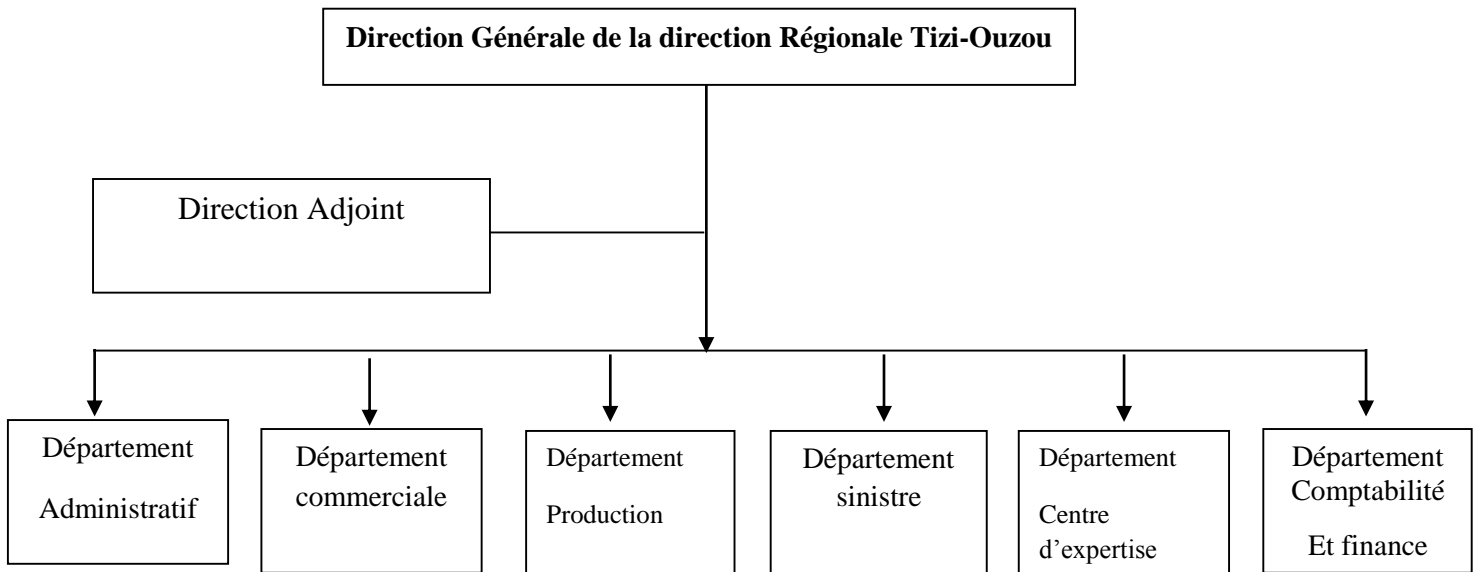 Direction Générale de la direction Régionale Tizi-Ouzou
Direction Adjoint
Département
Administratif
Département
commerciale
Département
Production
Département
sinistre
Département
Centre
d’expertise
Département
Comptabilité
Et finance